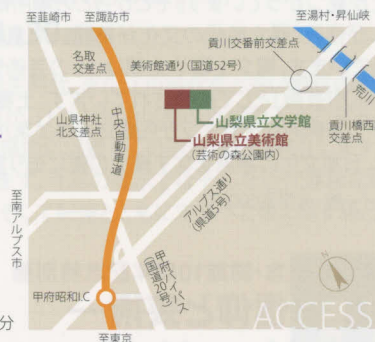 至韮崎市
至諏訪市
至湯村・昇仙峡
名取
交差点
美術館通り(国道52号)
貢川交番前交差点
荒川
山県神社
北交差点
中央自動車道
山梨県立文学館
山梨県立美術館
(芸術の森公園内)
貢川橋西
交差点
至南アルプス市
アルプス通り
(県道5号)
甲府バイパス
(国道20号)
甲府昭和I.C
N
分
ACCESS
至東京